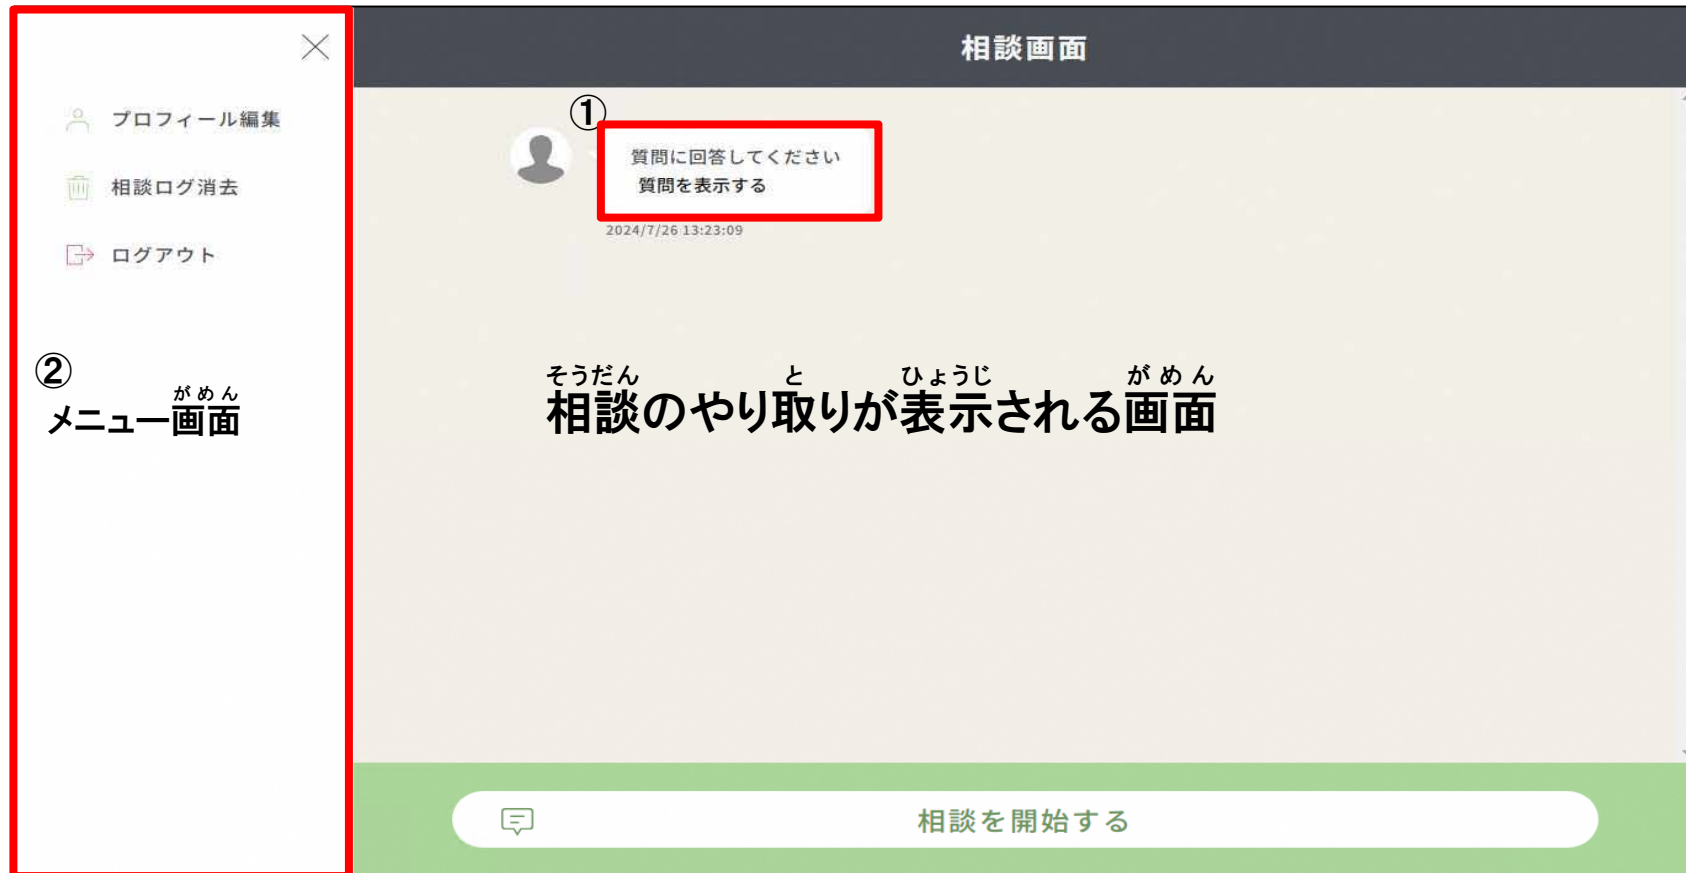 プロフィール編集
相談ログ消去
ログアウト
②
がめん
メニュー画面
相談画面
①
質問に回答してください
質問を表示する
2024/7/26 13:23:09
そうだん と ひょうじ がめん
相談のやり取りが表示される画面
相談を開始する